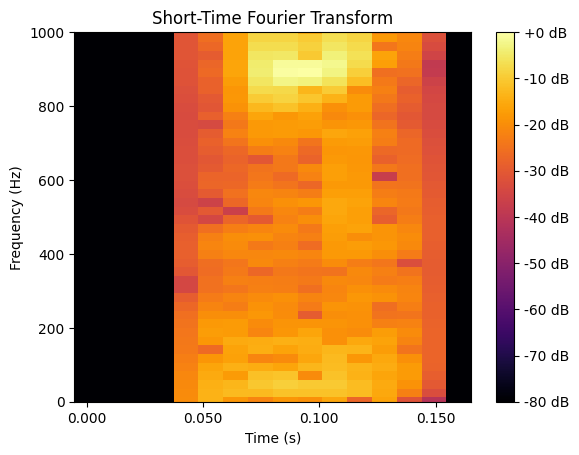 Short-Time Fourier Transform
Frequency (Hz)
1000
800
600
400
200
0
0.000
0.050
0.100
0.150
Time (s)
+0 dB
-10 dB
-20 dB
-30 dB
-40 dB
-50 dB
-60 dB
-70 dB
-80 dB